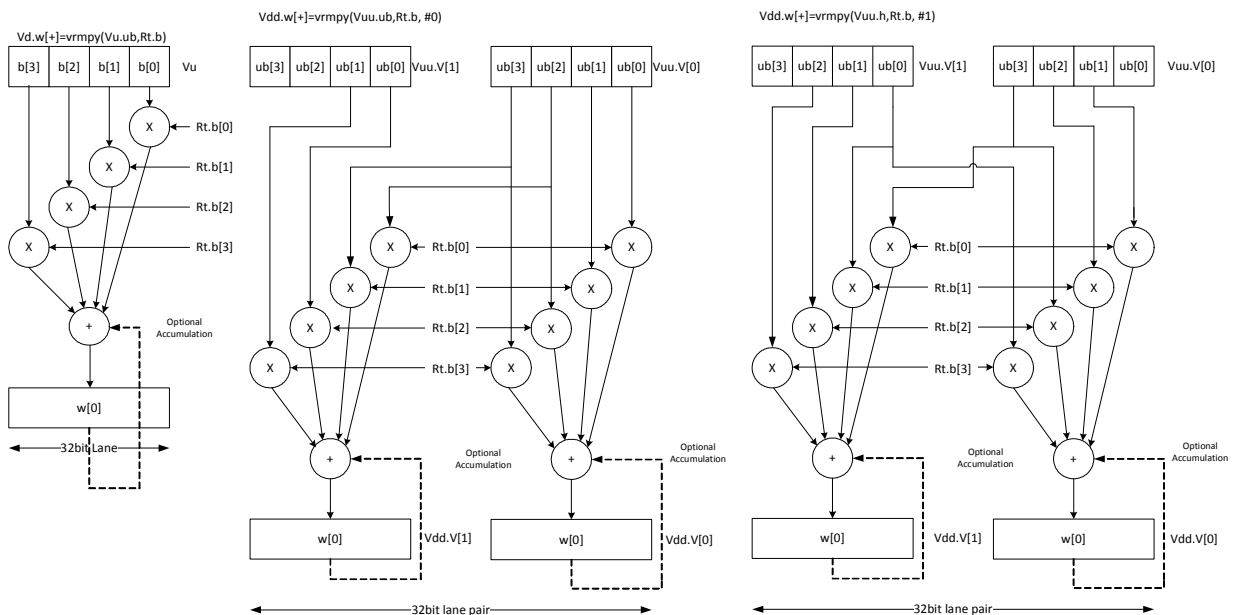 Vdd.w[+]=vrmpy(Vuu.ub,Rt.b, #0)
Vdd.w[+]=vrmpy(Vuu.h,Rt.b, #1)
Vd.w[+]=vrmpy(Vu.ub,Rt.b)
b[3] b[2] b[1] b[0] Vu
ub[3] ub[2] ub[1] ub[0] Vuu.V[1]
ub[3] ub[2] ub[1] ub[0] Vuu.V[0]
ub[3] ub[2] ub[1] ub[0] Vuu.V[1]
ub[3] ub[2] ub[1] ub[0] Vuu.V[0]
X Rt.b[0]
X Rt.b[1]
X Rt.b[2]
X Rt.b[3]
+
Optional
Accumulation
w[0]
32bit Lane
X Rt.b[0] X
X Rt.b[1] X
X Rt.b[2] X
X Rt.b[3] X
Optional
Accumulation
Optional
Accumulation
+ +
w[0] Vdd.V[1] w[0] Vdd.V[0]
32bit lane pair
X Rt.b[0] X
X Rt.b[1] X
X Rt.b[2] X
X Rt.b[3] X
Optional
Accumulation
Optional
Accumulation
+ +
w[0] Vdd.V[1] w[0] Vdd.V[0]
32bit lane pair